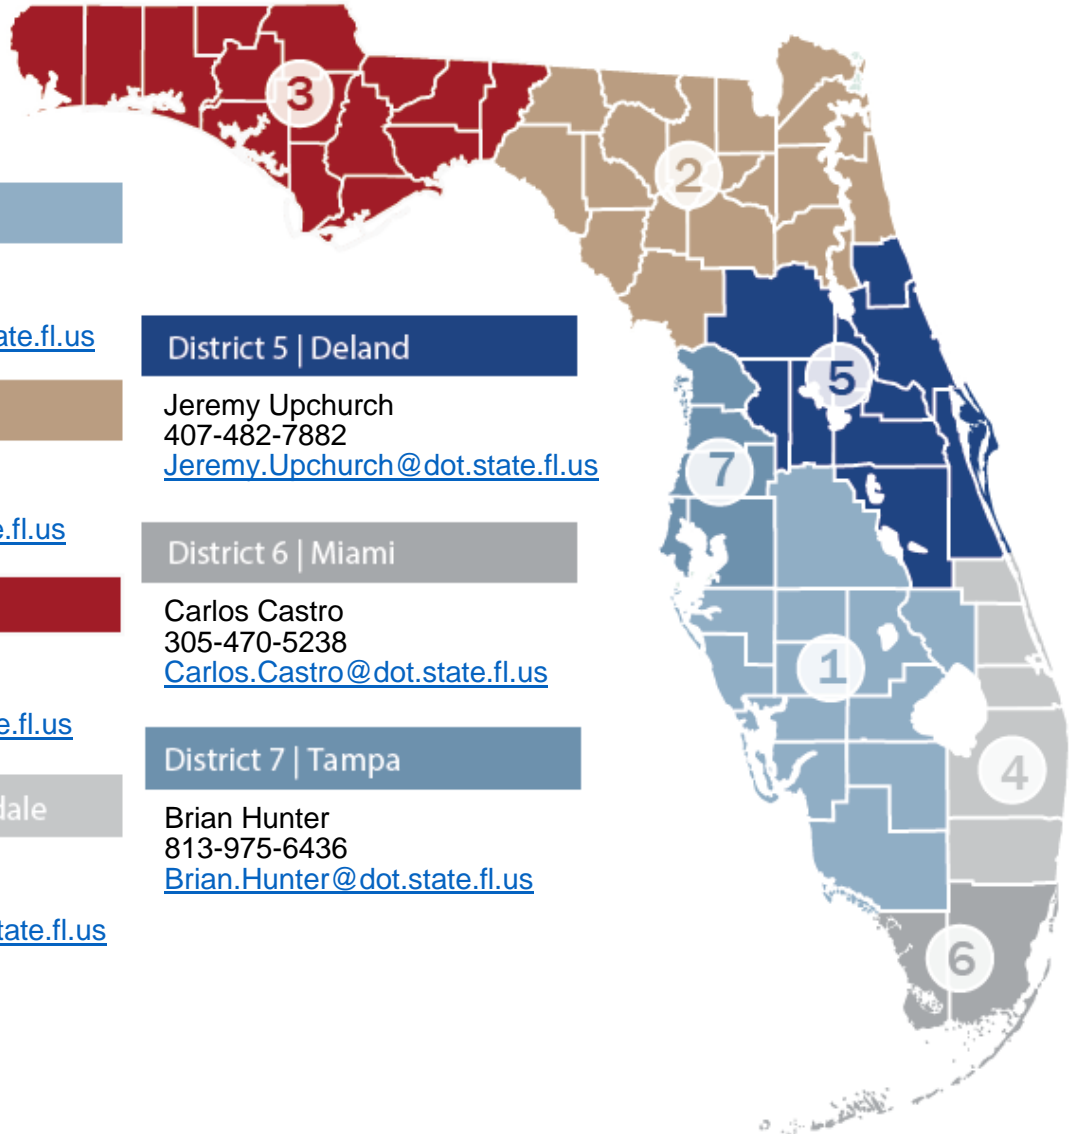 ate.fl.us
e.fl.us
e.fl.us
dale
tate.fl.us
District 5 | Deland
Jeremy Upchurch
407-482-7882
Jeremy.Upchurch@dot.state.fl.us
District 6 | Miami
Carlos Castro
305-470-5238
Carlos.Castro@dot.state.fl.us
District 7 | Tampa
Brian Hunter
813-975-6436
Brian.Hunter@dot.state.fl.us
3
2
5
7
1
4
6